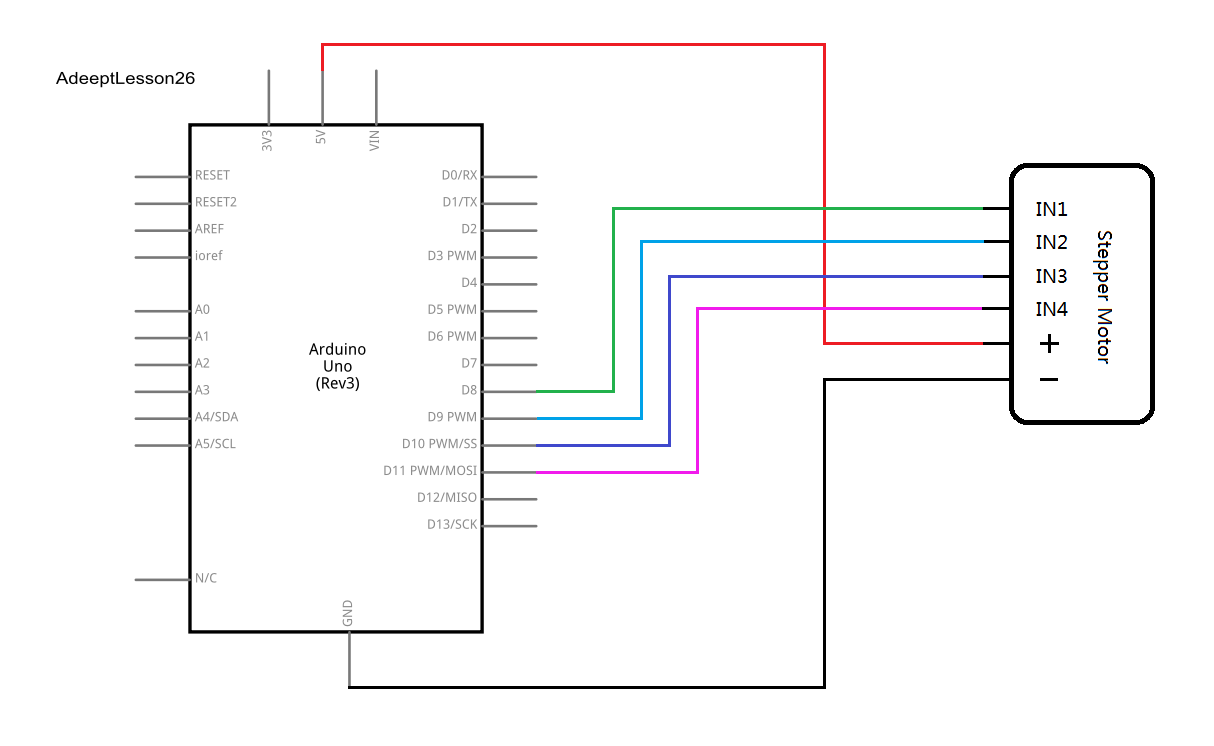 AdeeptLesson26
3V3
5V
VIN
RESET
RESET2
AREF
ioref
A0
A1
A2
A3
A4/SDA
A5/SCL
N/C
Arduino
Uno
(Rev3)
D0/RX
D1/TX
D2
D3 PWM
D4
D5 PWM
D6 PWM
D7
D8
D9 PWM
D10 PWM/SS
D11 PWM/MOSI
D12/MISO
D13/SCK
GND
IN1
IN2
IN3
IN4
+
−
Stepper Motor